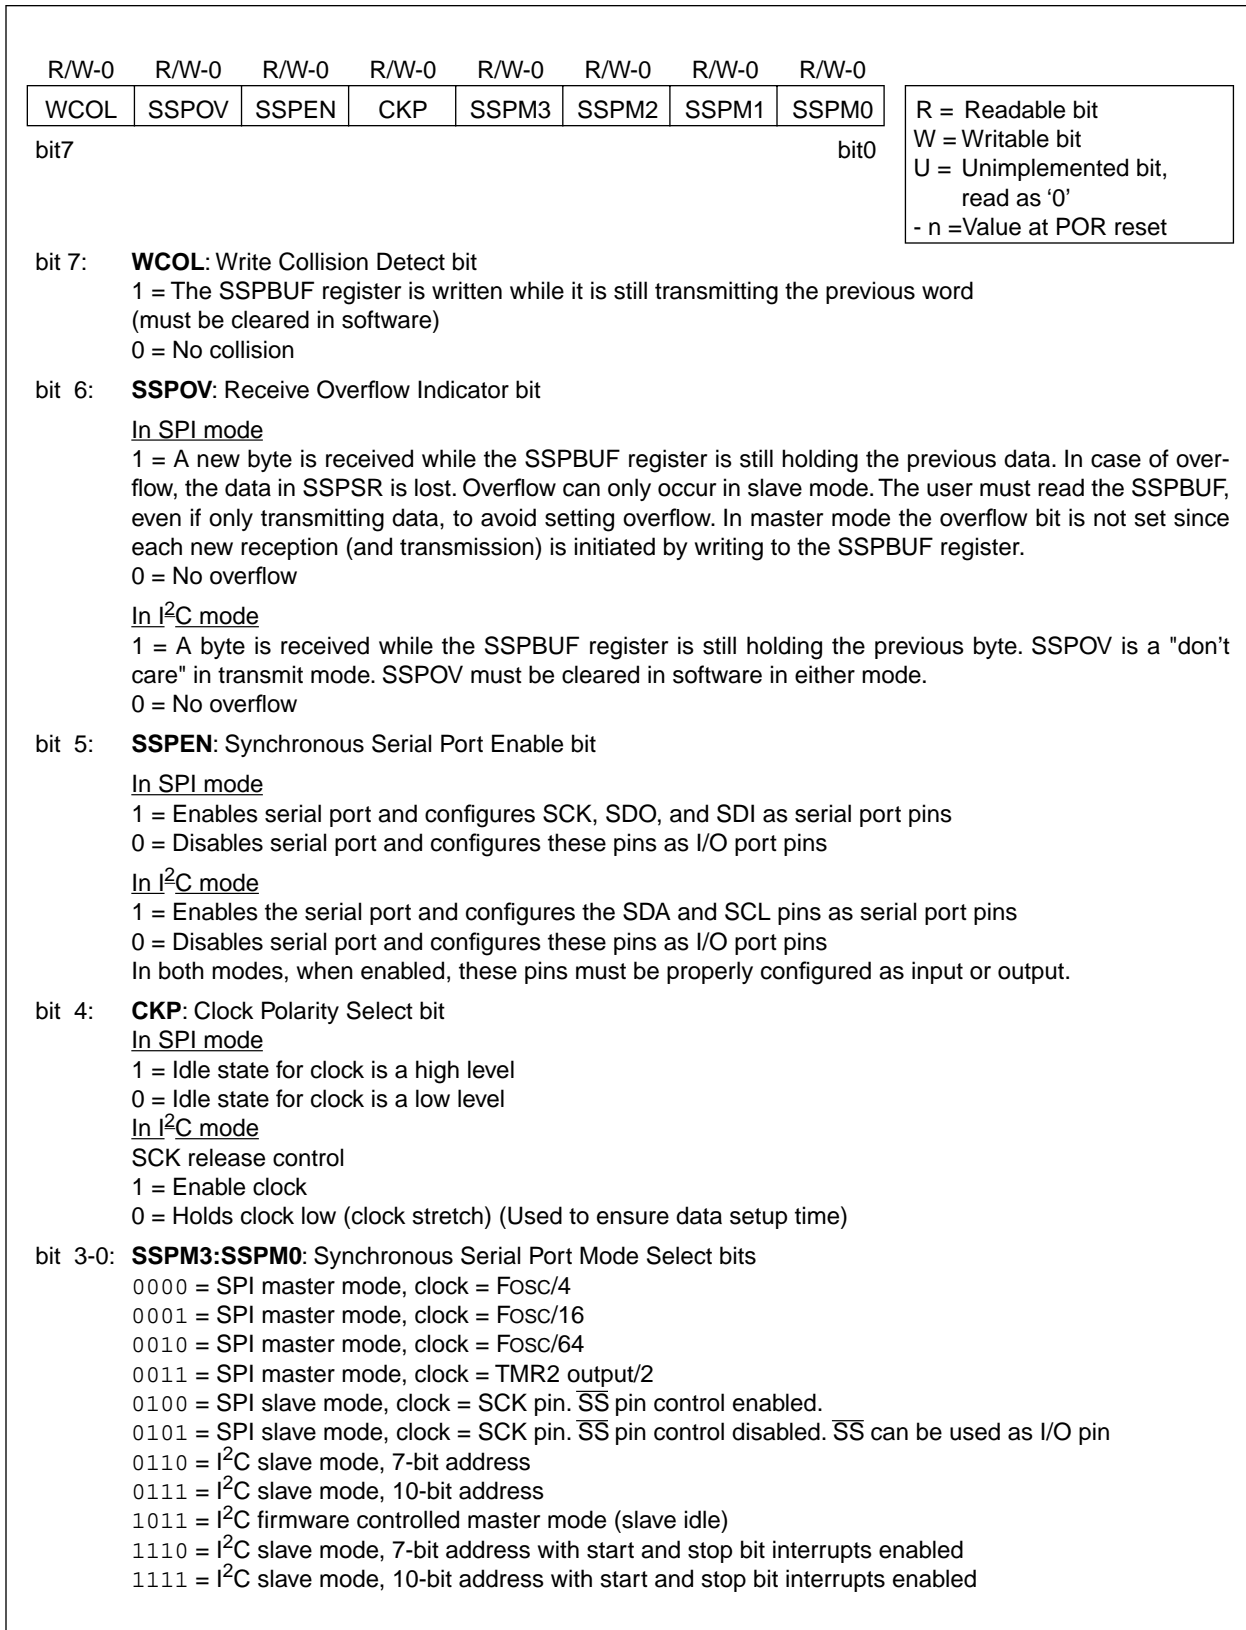 R/W-0 R/W-0 R/W-0 R/W-0 R/W-0 R/W-0 R/W-0 R/W-0
WCOL SSPOV SSPEN CKP SSPM3 SSPM2 SSPM1 SSPM0
bit7 bit0
R = Readable bit
W = Writable bit
U = Unimplemented bit,
read as ‘0’
- n =Value at POR reset
bit 7: WCOL: Write Collision Detect bit
1 = The SSPBUF register is written while it is still transmitting the previous word
(must be cleared in software)
0 = No collision
bit 6: SSPOV: Receive Overflow Indicator bit
In SPI mode
1 = A new byte is received while the SSPBUF register is still holding the previous data. In case of over-
flow, the data in SSPSR is lost. Overflow can only occur in slave mode. The user must read the SSPBUF,
even if only transmitting data, to avoid setting overflow. In master mode the overflow bit is not set since
each new reception (and transmission) is initiated by writing to the SSPBUF register.
0 = No overflow
In I²C mode
1 = A byte is received while the SSPBUF register is still holding the previous byte. SSPOV is a "don’t
care" in transmit mode. SSPOV must be cleared in software in either mode.
0 = No overflow
bit 5: SSPEN: Synchronous Serial Port Enable bit
In SPI mode
1 = Enables serial port and configures SCK, SDO, and SDI as serial port pins
0 = Disables serial port and configures these pins as I/O port pins
In I²C mode
1 = Enables the serial port and configures the SDA and SCL pins as serial port pins
0 = Disables serial port and configures these pins as I/O port pins
In both modes, when enabled, these pins must be properly configured as input or output.
bit 4: CKP: Clock Polarity Select bit
In SPI mode
1 = Idle state for clock is a high level
0 = Idle state for clock is a low level
In I²C mode
SCK release control
1 = Enable clock
0 = Holds clock low (clock stretch) (Used to ensure data setup time)
bit 3-0: SSPM3:SSPM0: Synchronous Serial Port Mode Select bits
0000 = SPI master mode, clock = FOSC/4
0001 = SPI master mode, clock = FOSC/16
0010 = SPI master mode, clock = FOSC/64
0011 = SPI master mode, clock = TMR2 output/2
0100 = SPI slave mode, clock = SCK pin. S̅S̅ pin control enabled.
0101 = SPI slave mode, clock = SCK pin. S̅S̅ pin control disabled. S̅S̅ can be used as I/O pin
0110 = I²C slave mode, 7-bit address
0111 = I²C slave mode, 10-bit address
1011 = I²C firmware controlled master mode (slave idle)
1110 = I²C slave mode, 7-bit address with start and stop bit interrupts enabled
1111 = I²C slave mode, 10-bit address with start and stop bit interrupts enabled